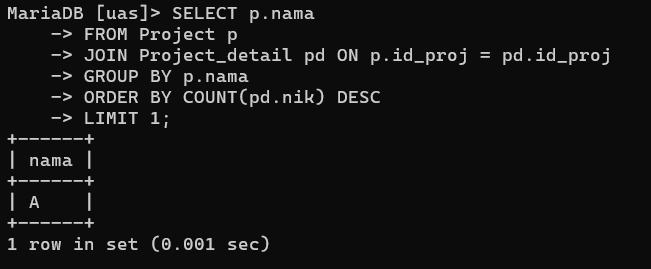 MariaDB [uas]> SELECT p.nama
    -> FROM Project p
    -> JOIN Project_detail pd ON p.id_proj = pd.id_proj
    -> GROUP BY p.nama
    -> ORDER BY COUNT(pd.nik) DESC
    -> LIMIT 1;
+------+
| nama |
+------+
| A    |
+------+
1 row in set (0.001 sec)